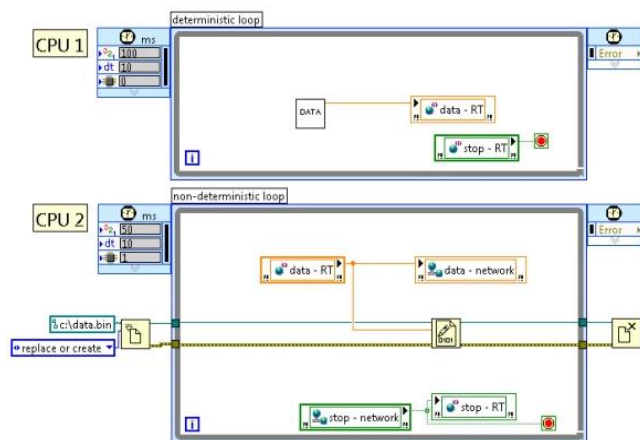 deterministic loop
CPU 1
ms
100
dt 10
0
Error
DATA
data - RT
stop - RT
i
non-deterministic loop
CPU 2
ms
50
dt 10
1
Error
data - RT
data - network
c:\data.bin
replace or create
0101
stop - network
stop - RT
i